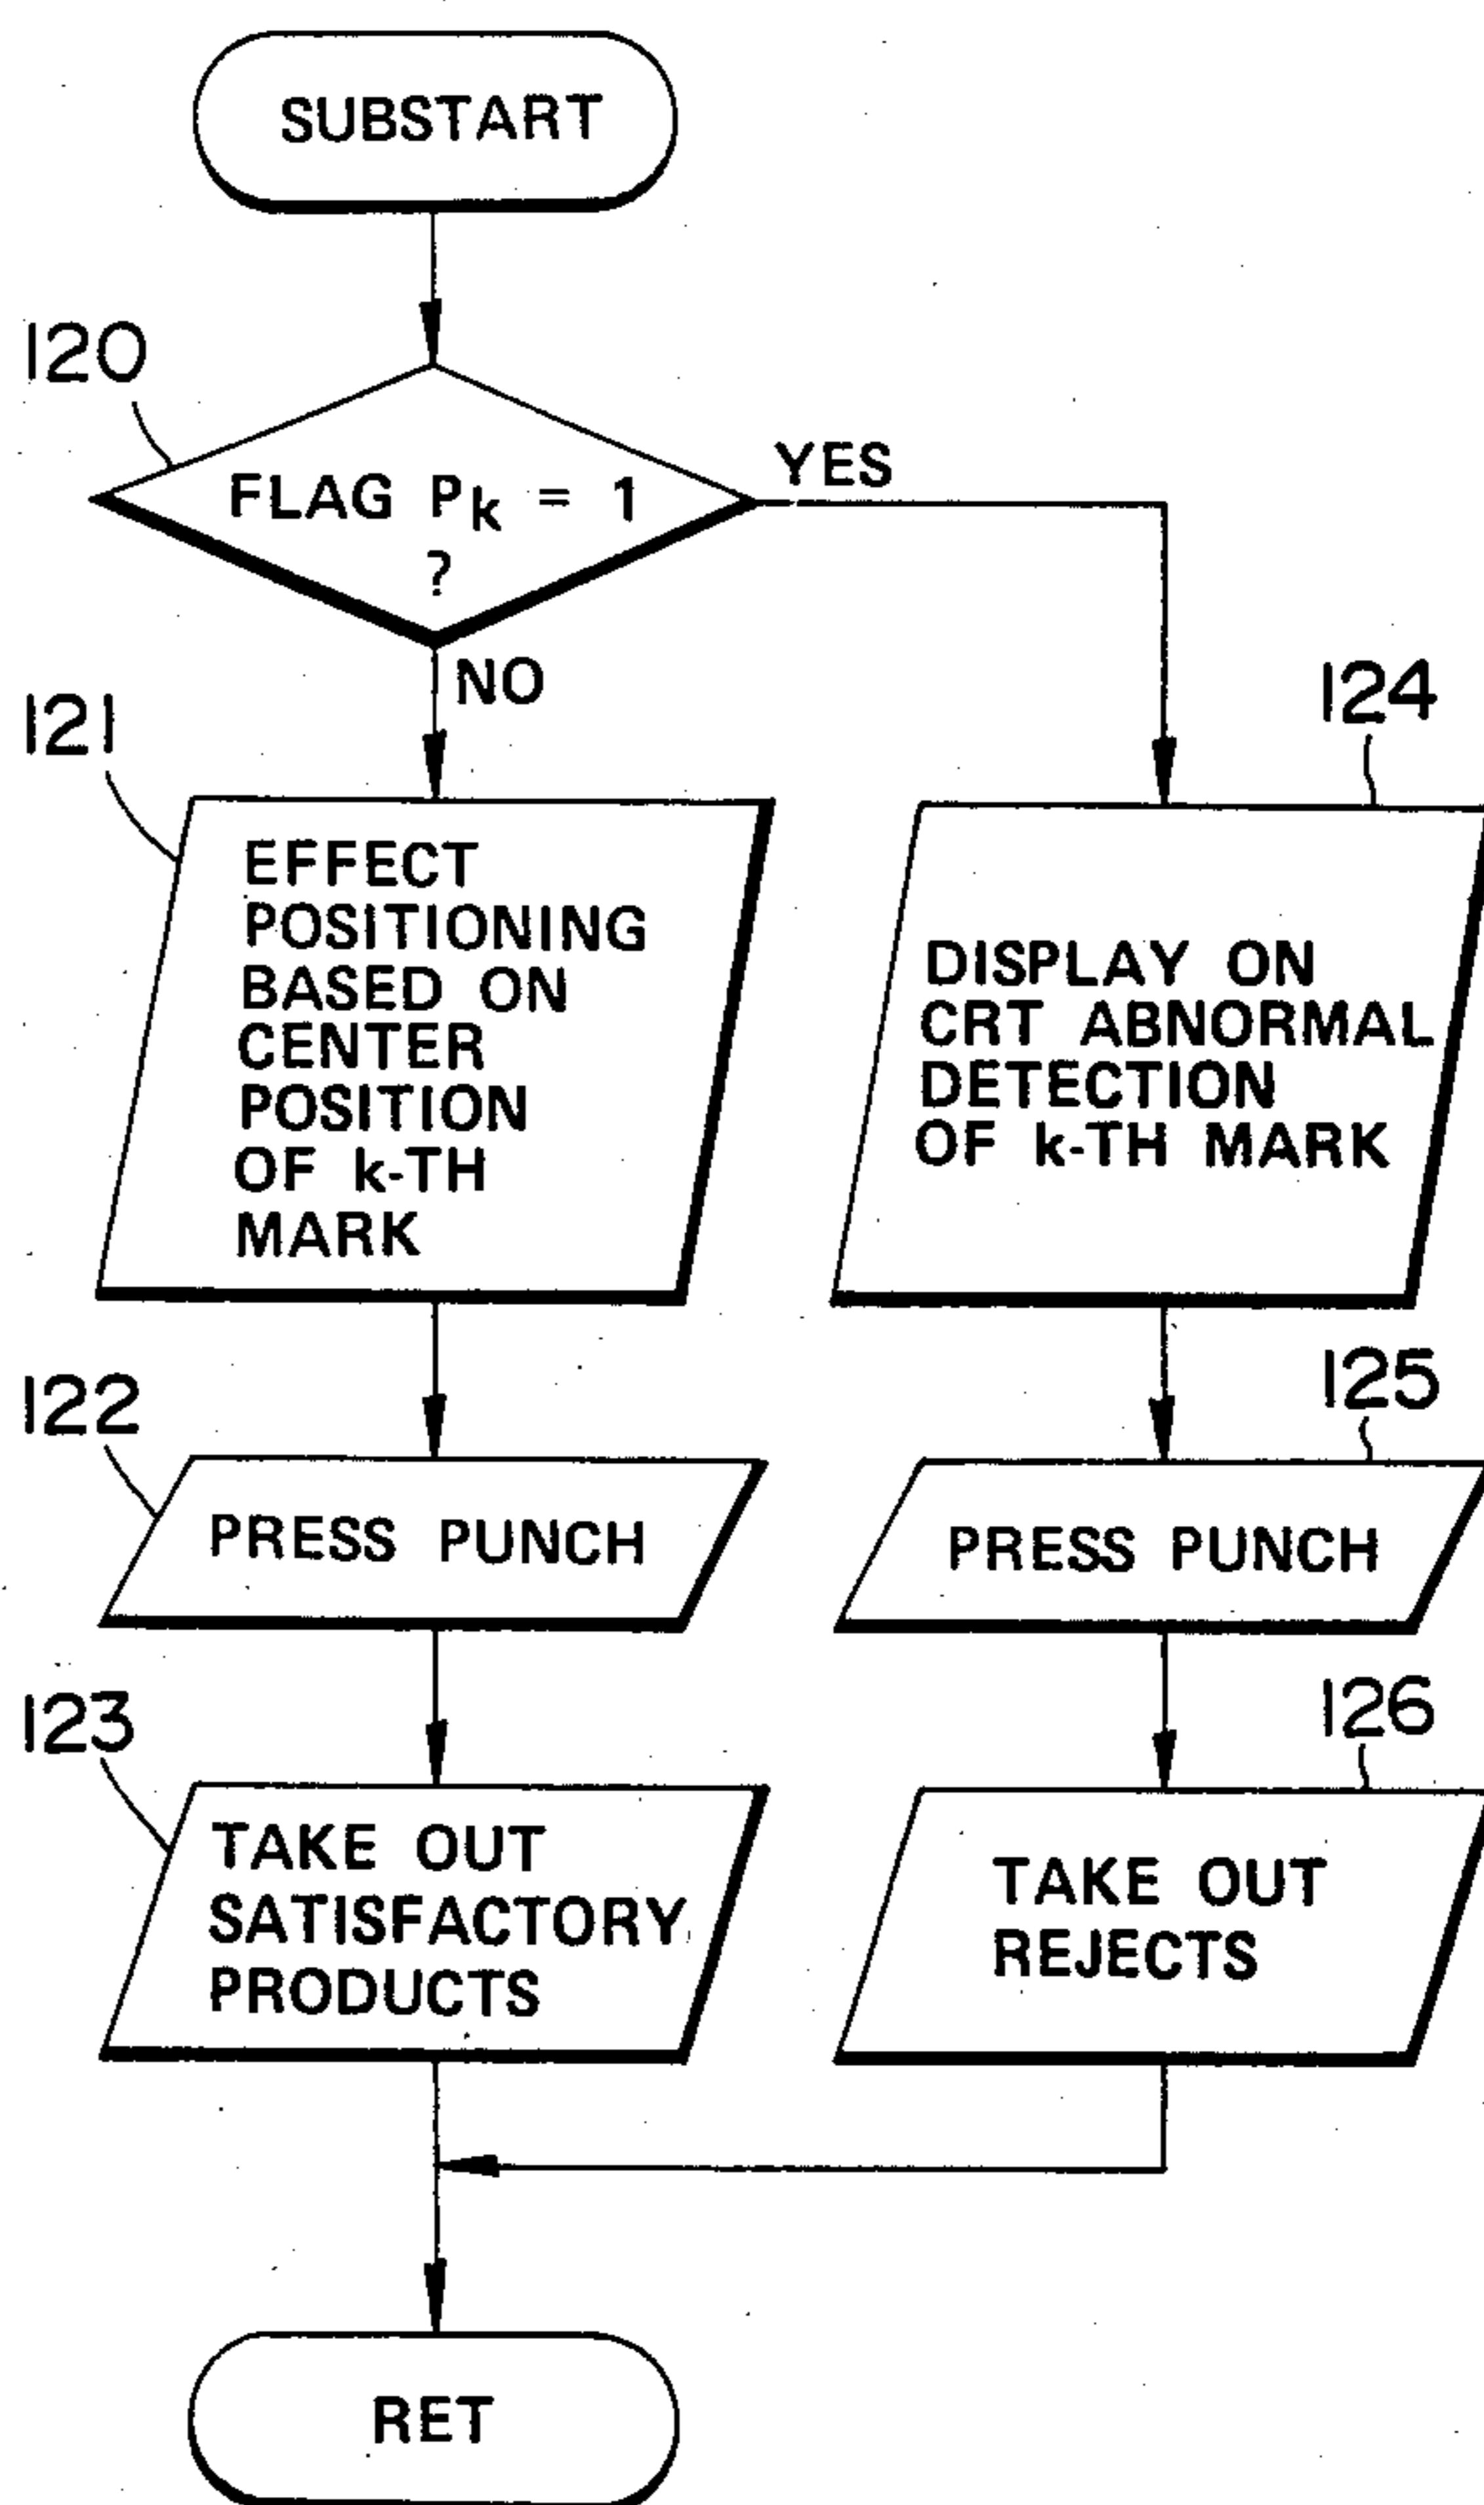 SUBSTART
120
FLAG Pk = 1
?
YES
NO
121
EFFECT
POSITIONING
BASED ON
CENTER
POSITION
OF k-TH
MARK
124
DISPLAY ON
CRT ABNORMAL
DETECTION
OF k-TH MARK
122
PRESS PUNCH
125
PRESS PUNCH
123
TAKE OUT
SATISFACTORY
PRODUCTS
126
TAKE OUT
REJECTS
RET